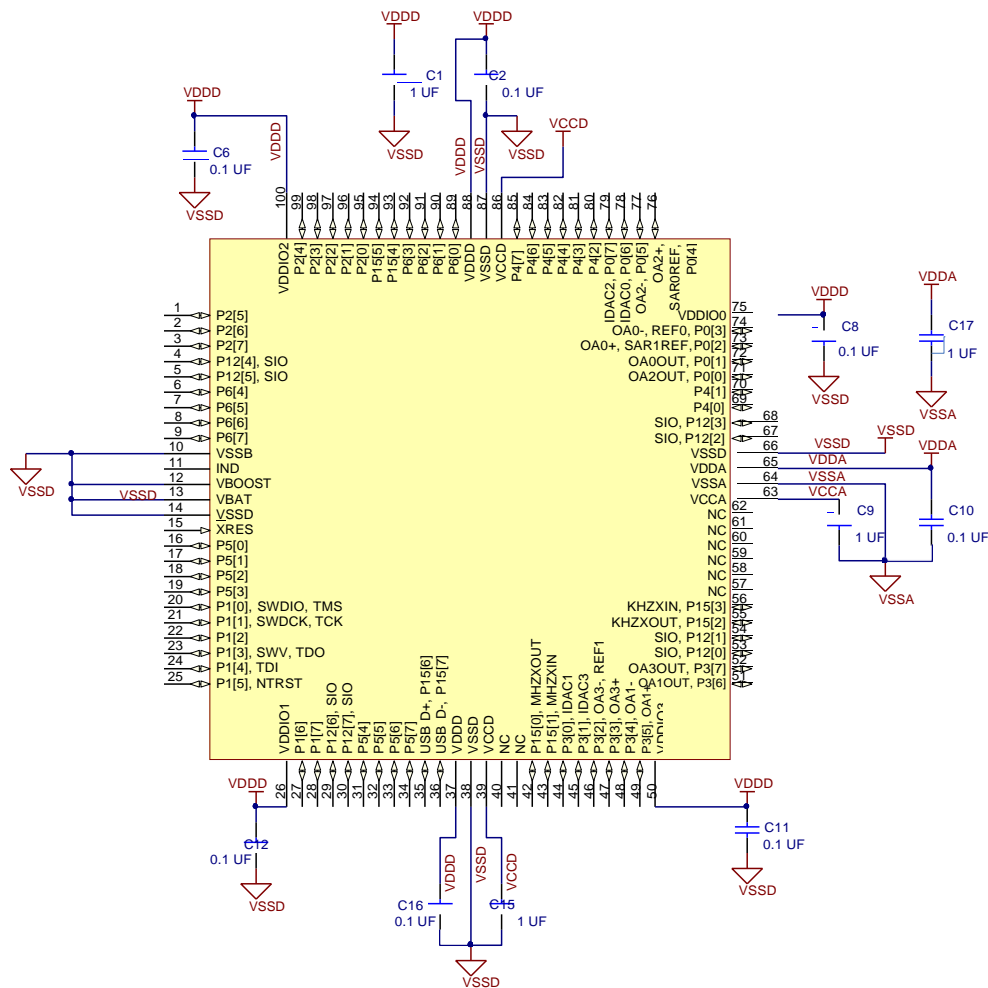 VDDD
VDDD
C1
1 UF
C2
0.1 UF
VDDD
VCCD
C6
0.1 UF
VDDD
VSSD
VDDD
VSSD
VSSD
VSSD
100
99
98
97
96
95
94
93
92
91
90
89
88
87
86
85
84
83
82
81
80
79
78
77
76
VDDIO2
P2[4]
P2[3]
P2[2]
P2[1]
P2[0]
P15[5]
P15[4]
P6[3]
P6[2]
P6[1]
P6[0]
VDDD
VSSD
VCCD
P4[7]
P4[6]
P4[5]
P4[4]
P4[3]
P4[2]
IDAC2, P0[7]
IDAC0, P0[6]
OA2-, P0[5]
OA2+,
SAR0REF,
P0[4]
1 P2[5]
2 P2[6]
3 P2[7]
4 P12[4], SIO
5 P12[5], SIO
6 P6[4]
7 P6[5]
8 P6[6]
9 P6[7]
10 VSSB
11 IND
12 VBOOST
13 VBAT
14 VSSD
15 XRES
16 P5[0]
17 P5[1]
18 P5[2]
19 P5[3]
20 P1[0], SWDIO, TMS
21 P1[1], SWDCK, TCK
22 P1[2]
23 P1[3], SWV, TDO
24 P1[4], TDI
25 P1[5], NTRST
VSSD
VSSD
VDDIO0 75
OA0-, REF0, P0[3] 74
OA0+, SAR1REF, P0[2] 73
OA0OUT, P0[1] 72
OA2OUT, P0[0] 71
P4[1] 70
P4[0] 69
SIO, P12[3] 68
SIO, P12[2] 67
VSSD 66
VDDA 65
VSSA 64
VCCA 63
NC 62
NC 61
NC 60
NC 59
NC 58
NC 57
KHZXIN, P15[3] 56
KHZXOUT, P15[2] 55
SIO, P12[1] 54
SIO, P12[0] 53
OA3OUT, P3[7] 52
OA1OUT, P3[6] 51
VDDD
C8
0.1 UF
VSSD
VDDA
C17
1 UF
VSSA
VSSD
VSSD
VDDA
VDDA
VSSA
VCCA
C9
1 UF
C10
0.1 UF
VSSA
VDDIO1
P1[6]
P1[7]
P12[6], SIO
P12[7], SIO
P5[4]
P5[5]
P5[6]
P5[7]
USB D+, P15[6]
USB D-, P15[7]
VDDD
VSSD
VCCD
NC
NC
P15[0], MHZXOUT
P15[1], MHZXIN
P3[0], IDAC1
P3[1], IDAC3
P3[2], OA3-, REF1
P3[3], OA3+
P3[4], OA1-
P3[5], OA1+
VDDIO3
26
27
28
29
30
31
32
33
34
35
36
37
38
39
40
41
42
43
44
45
46
47
48
49
50
VDDD
C12
0.1 UF
VSSD
VDDD
VSSD
VCCD
C16
0.1 UF
C15
1 UF
VSSD
VDDD
C11
0.1 UF
VSSD